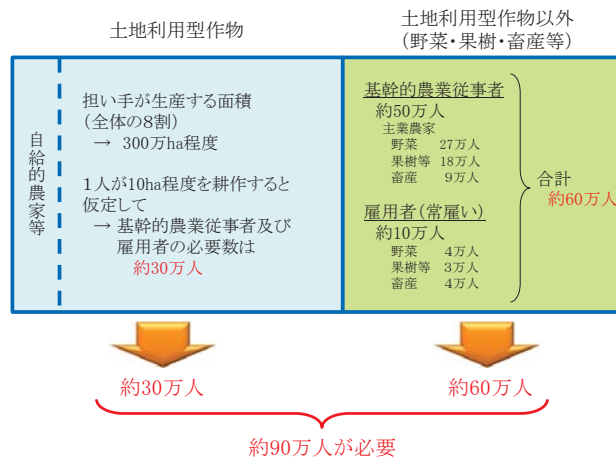 土地利用型作物
土地利用型作物以外
(野菜・果樹・畜産等)
自給的農家等
担い手が生産する面積
(全体の8割)
→ 300万ha程度
1人が10ha程度を耕作すると
仮定して
→ 基幹的農業従事者及び
雇用者の必要数は
約30万人
基幹的農業従事者
約50万人
主業農家
野菜 27万人
果樹等 18万人
畜産 9万人
雇用者(常雇い)
約10万人
野菜 4万人
果樹等 3万人
畜産 4万人
合計
約60万人
約30万人
約60万人
約90万人が必要